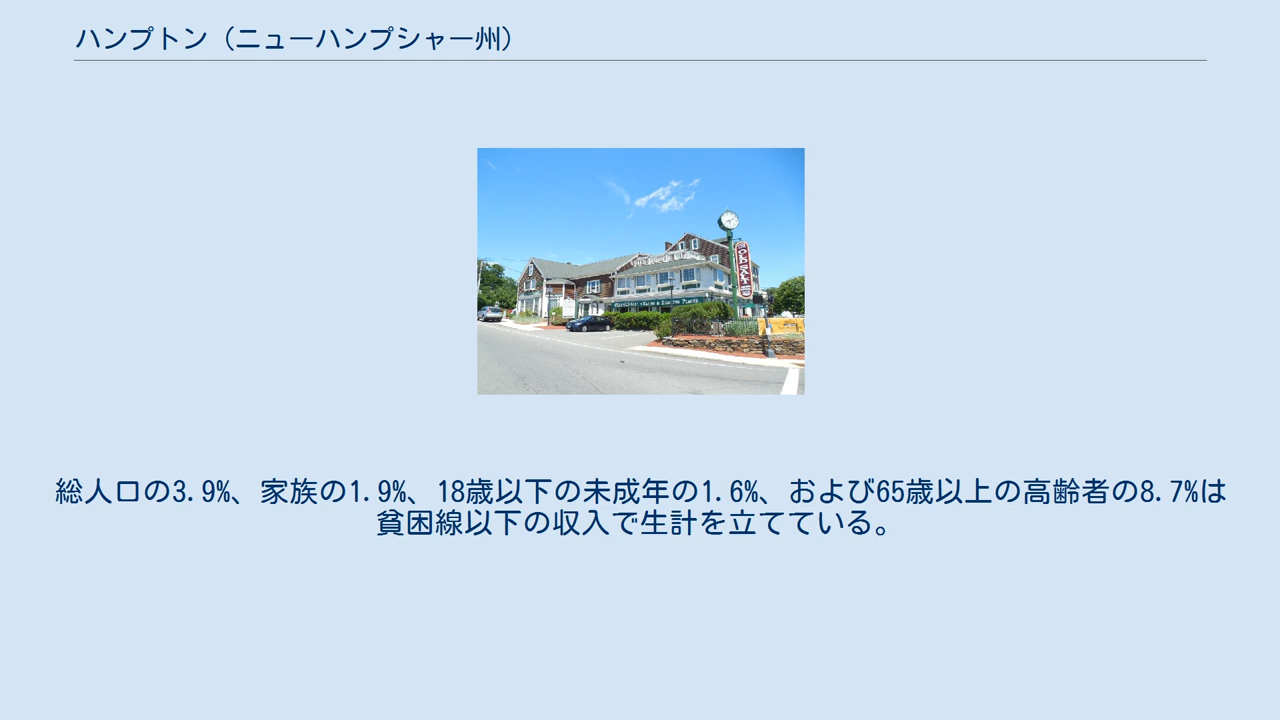 ハンプトン（ニューハンプシャー州）
総人口の3.9%、家族の1.9%、18歳以下の未成年の1.6%、および65歳以上の高齢者の8.7%は
貧困線以下の収入で生計を立てている。